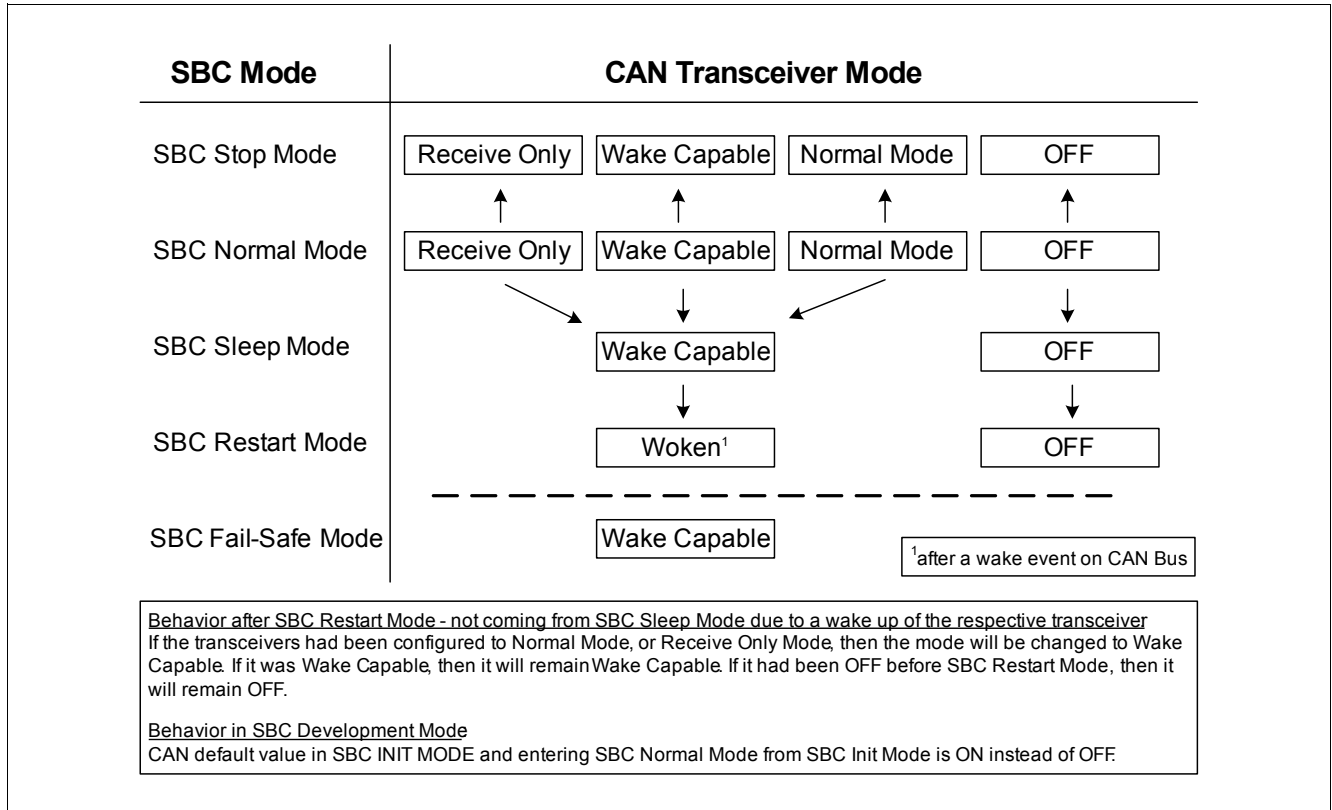 SBC Mode CAN Transceiver Mode
SBC Stop Mode Receive Only Wake Capable Normal Mode OFF
SBC Normal Mode Receive Only Wake Capable Normal Mode OFF
SBC Sleep Mode Wake Capable OFF
SBC Restart Mode Woken¹ OFF
SBC Fail-Safe Mode Wake Capable
¹after a wake event on CAN Bus
Behavior after SBC Restart Mode - not coming from SBC Sleep Mode due to a wake up of the respective transceiver
If the transceivers had been configured to Normal Mode, or Receive Only Mode, then the mode will be changed to Wake
Capable. If it was Wake Capable, then it will remain Wake Capable. If it had been OFF before SBC Restart Mode, then it
will remain OFF.
Behavior in SBC Development Mode
CAN default value in SBC INIT MODE and entering SBC Normal Mode from SBC Init Mode is ON instead of OFF.